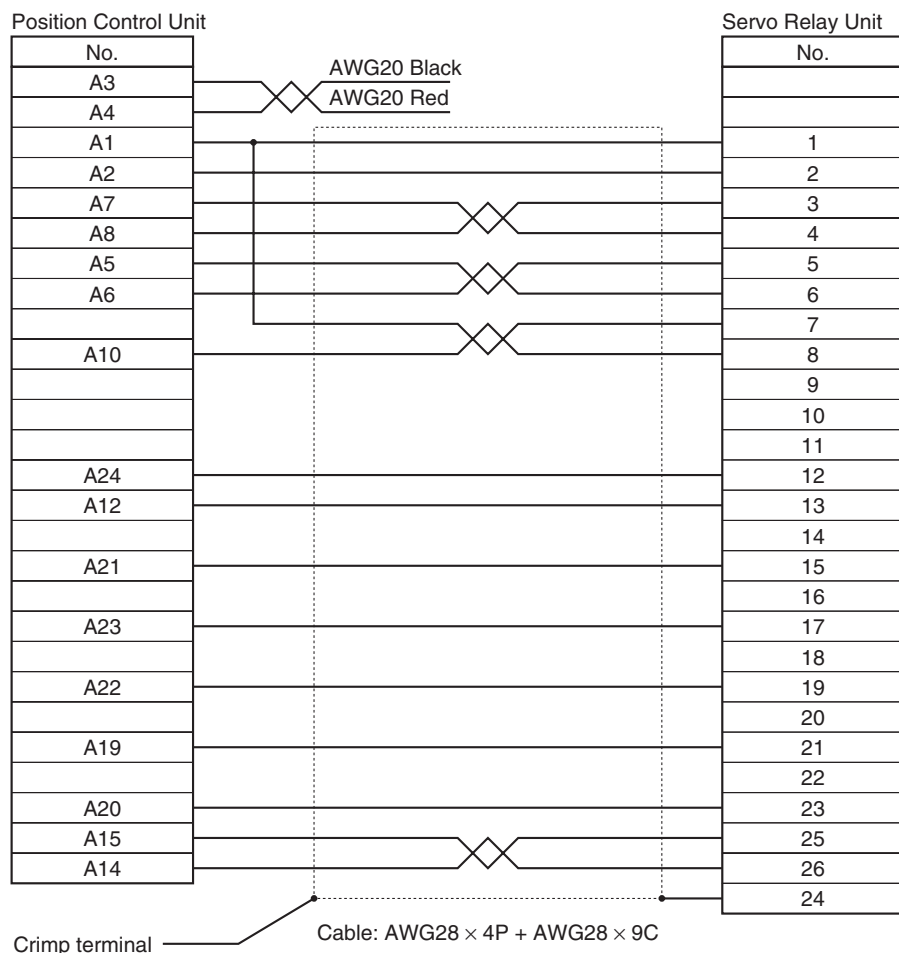 Position Control Unit
Servo Relay Unit
No.
No.
A3
AWG20 Black
A4
AWG20 Red
A1
1
A2
2
A7
3
A8
4
A5
5
A6
6
7
A10
8
9
10
11
A24
12
A12
13
14
A21
15
16
A23
17
18
A22
19
20
A19
21
22
A20
23
A15
25
A14
26
24
Crimp terminal
Cable: AWG28 × 4P + AWG28 × 9C